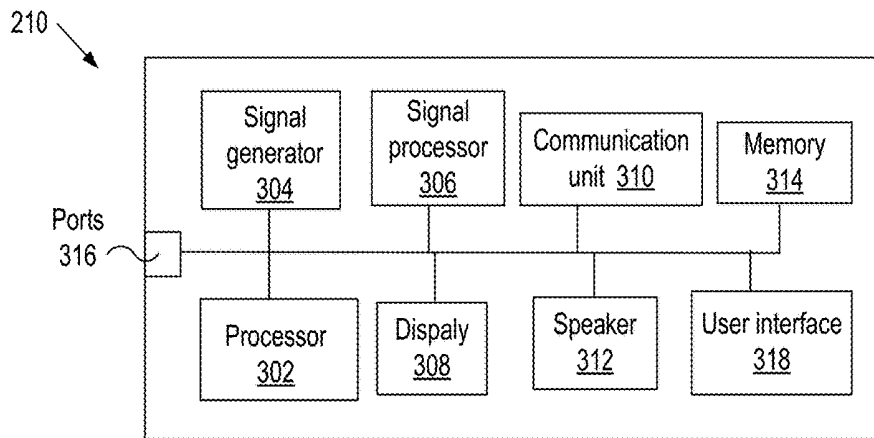 210
Signal
generator
304
Signal
processor
306
Communication
unit 310
Memory
314
Ports
316
Processor
302
Dispaly
308
Speaker
312
User interface
318